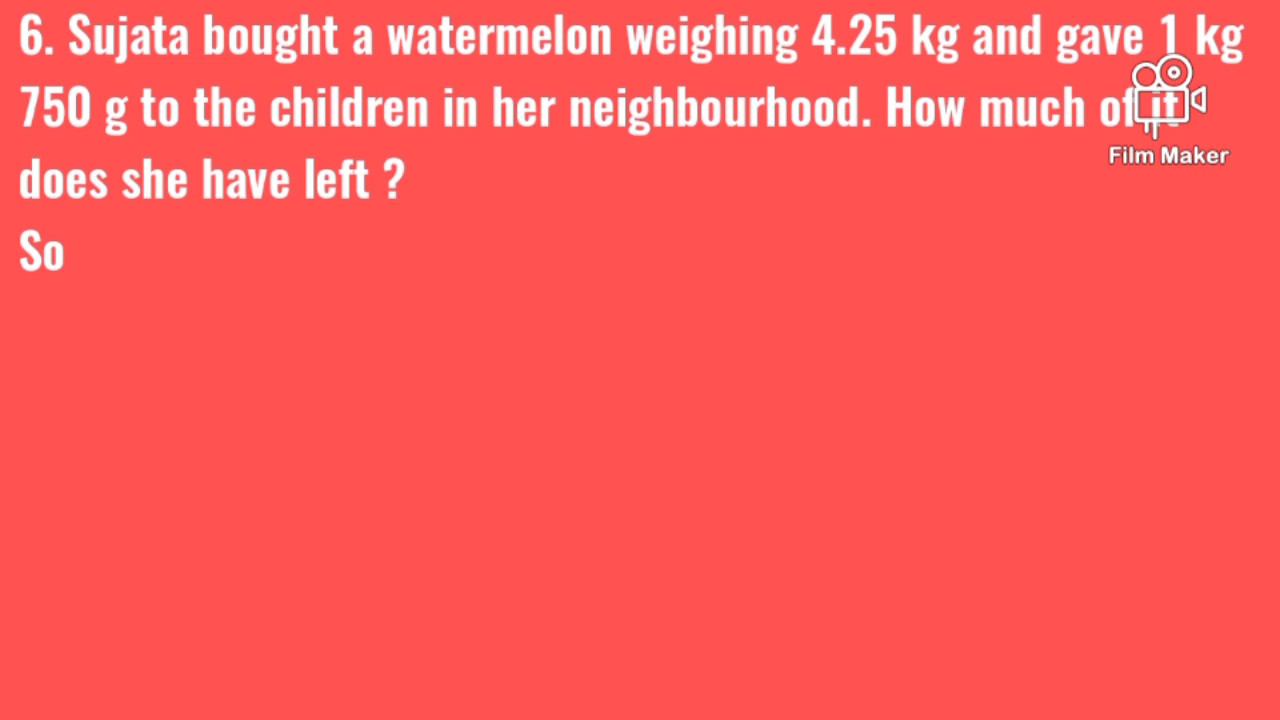 6. Sujata bought a watermelon weighing 4.25 kg and gave 1 kg
750 g to the children in her neighbourhood. How much of it
does she have left ?
So
Film Maker